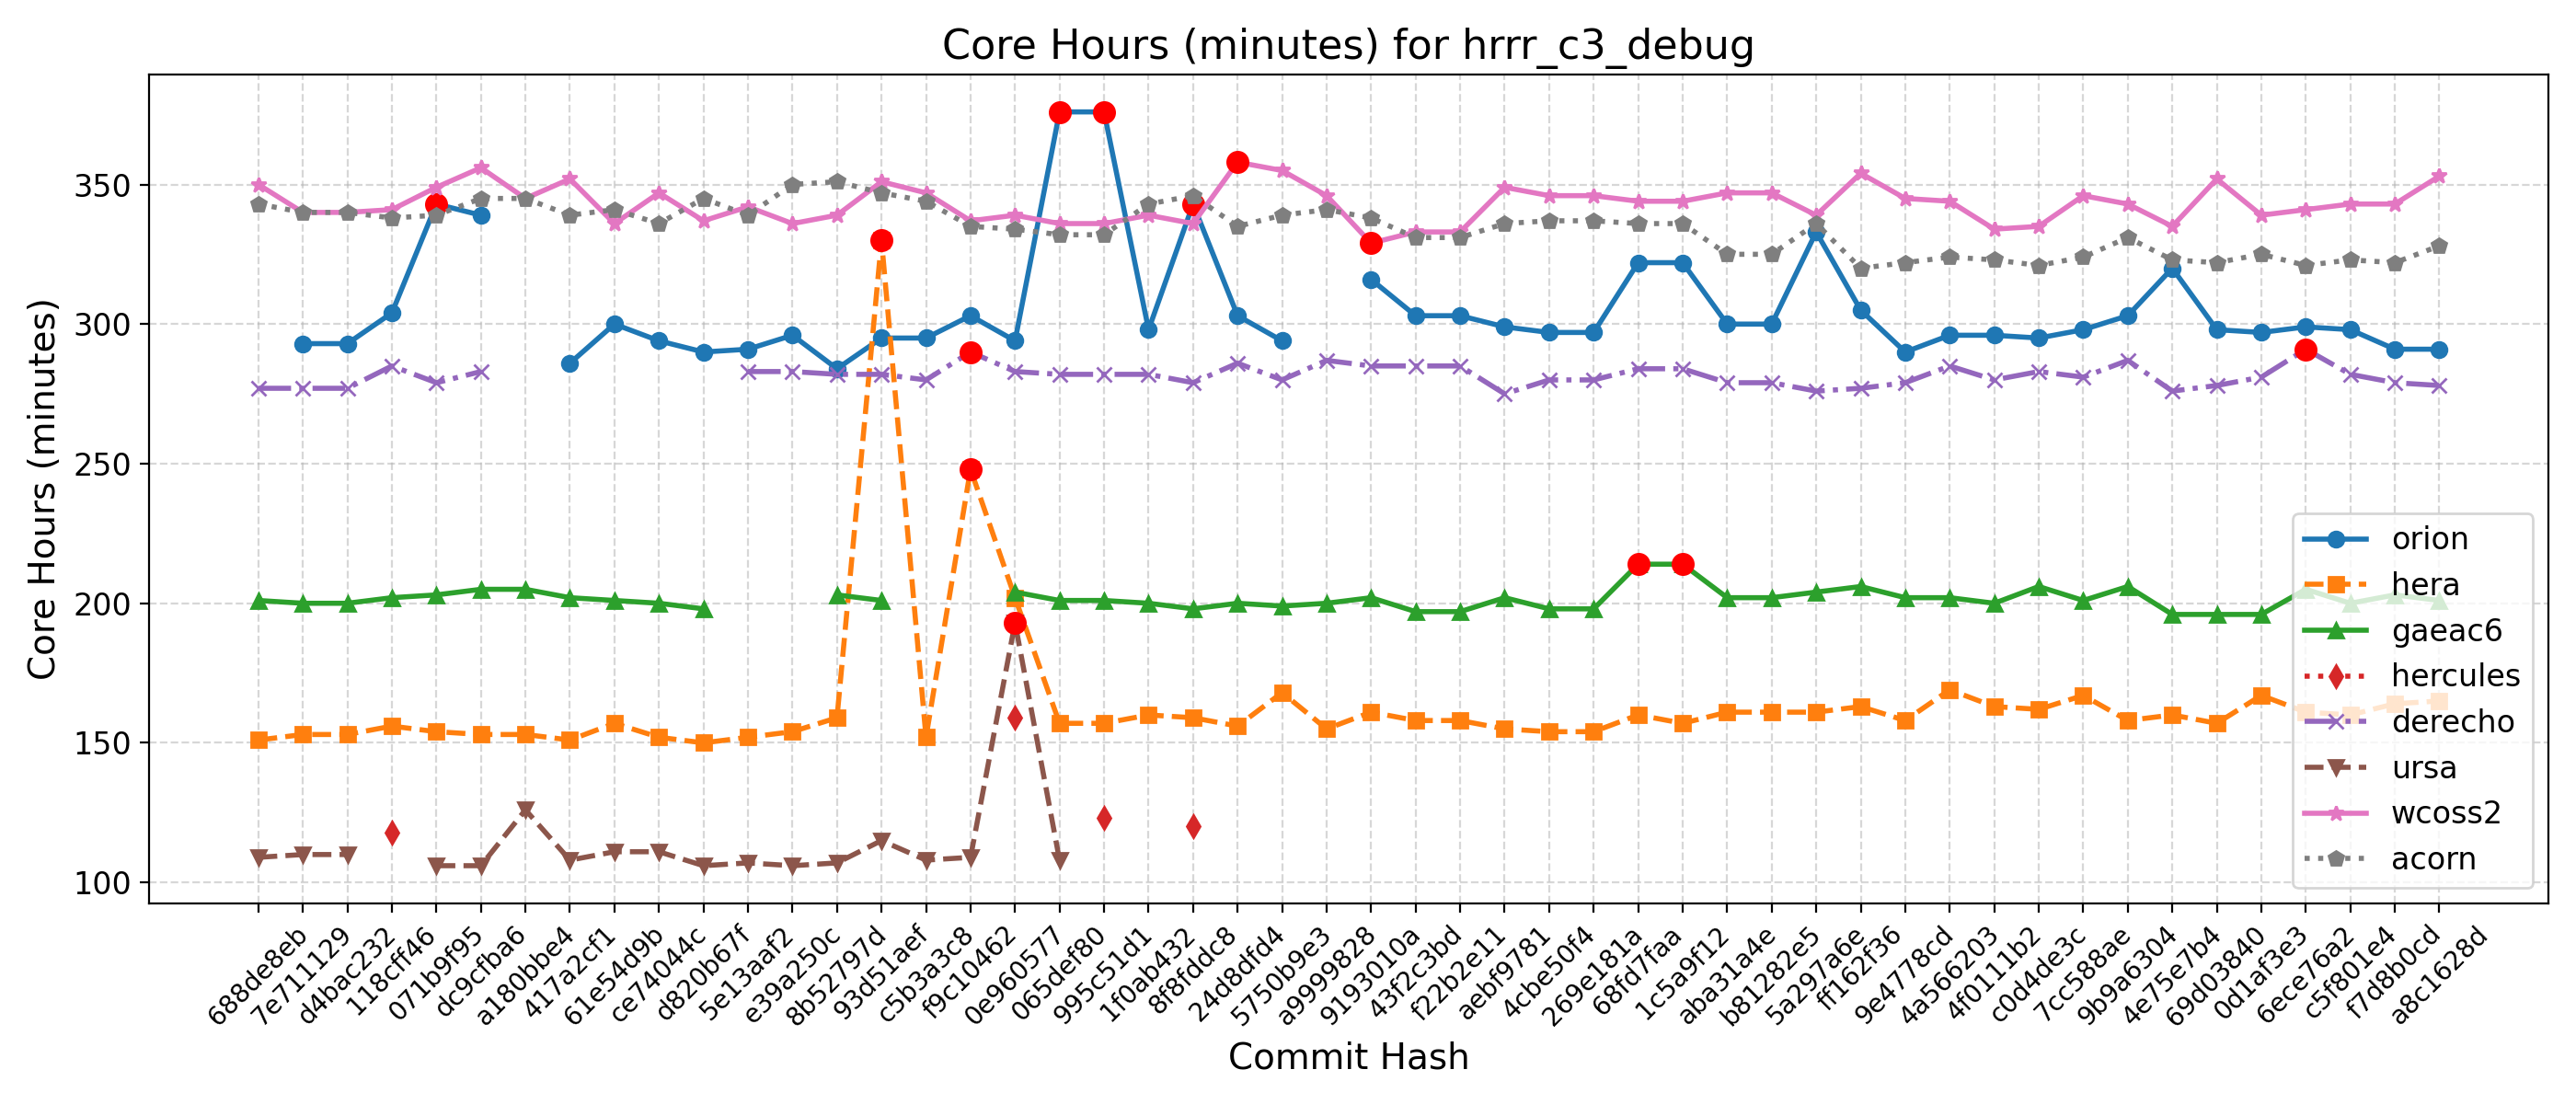 Core Hours (minutes) for hrrr_c3_debug
Core Hours (minutes)
350
300
250
200
150
100
orion
hera
gaeac6
hercules
derecho
ursa
wcoss2
acorn
688de8eb
7e711129
d4bac232
118cff46
071b9f95
dc9cfba6
a180bbe4
417a2cf1
61e54d9b
ce74044c
d820b67f
5e13aaf2
e39a250c
8b52797d
93d51aef
c5b3a3c8
f9c10462
0e960577
065def80
995c51d1
1f0ab432
8f8fddc8
24d8dfd4
5750b9e3
a9999828
9193010a
43f2c3bd
f22b2e11
aebf9781
4cbe50f4
269e181a
68fd7faa
1c5a9f12
aba31a4e
b81282e5
5a297a6e
ff162f36
9e4778cd
4a566203
4f0111b2
c0d4de3c
7cc588ae
9b9a6304
4e75e7b4
69d03840
0d1af3e3
6ece76a2
c5f801e4
f7d8b0cd
a8c1628d
Commit Hash